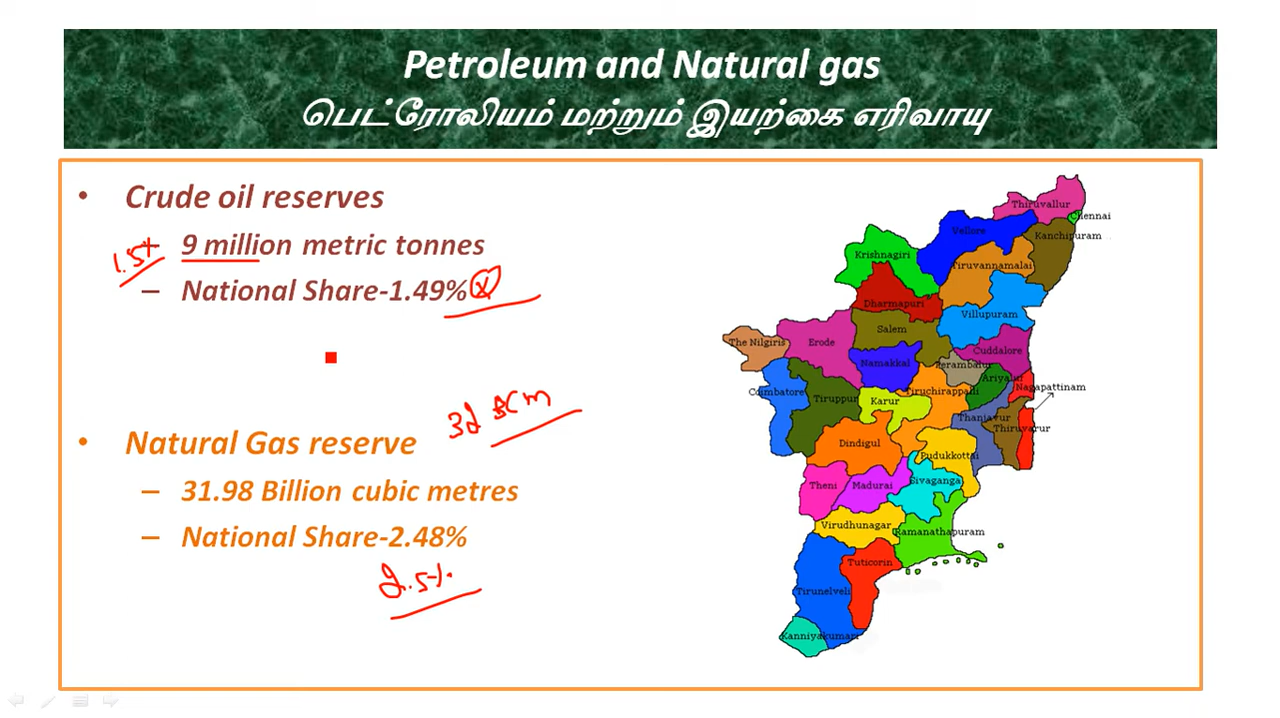 Petroleum and Natural gas
பெட்ரோலியம் மற்றும் இயற்கை எரிவாயு
• Crude oil reserves
– 9 million metric tonnes
1.5%
– National Share-1.49%
• Natural Gas reserve
32 BCM
– 31.98 Billion cubic metres
– National Share-2.48%
2.5%
Thiruvallur
Chennai
Vellore
Kanchipuram
Krishnagiri
Tiruvannamalai
Dharmapuri
Villupuram
Salem
The Nilgiris
Erode
Cuddalore
Namakkal
Perambalur
Ariyalur
Nagapattinam
Coimbatore
Tiruppur
Karur
Tiruchirappalli
Thanjavur
Thiruvarur
Dindigul
Pudukkottai
Theni
Madurai
Sivaganga
Virudhunagar
Ramanathapuram
Tuticorin
Tirunelveli
Kanniyakumari